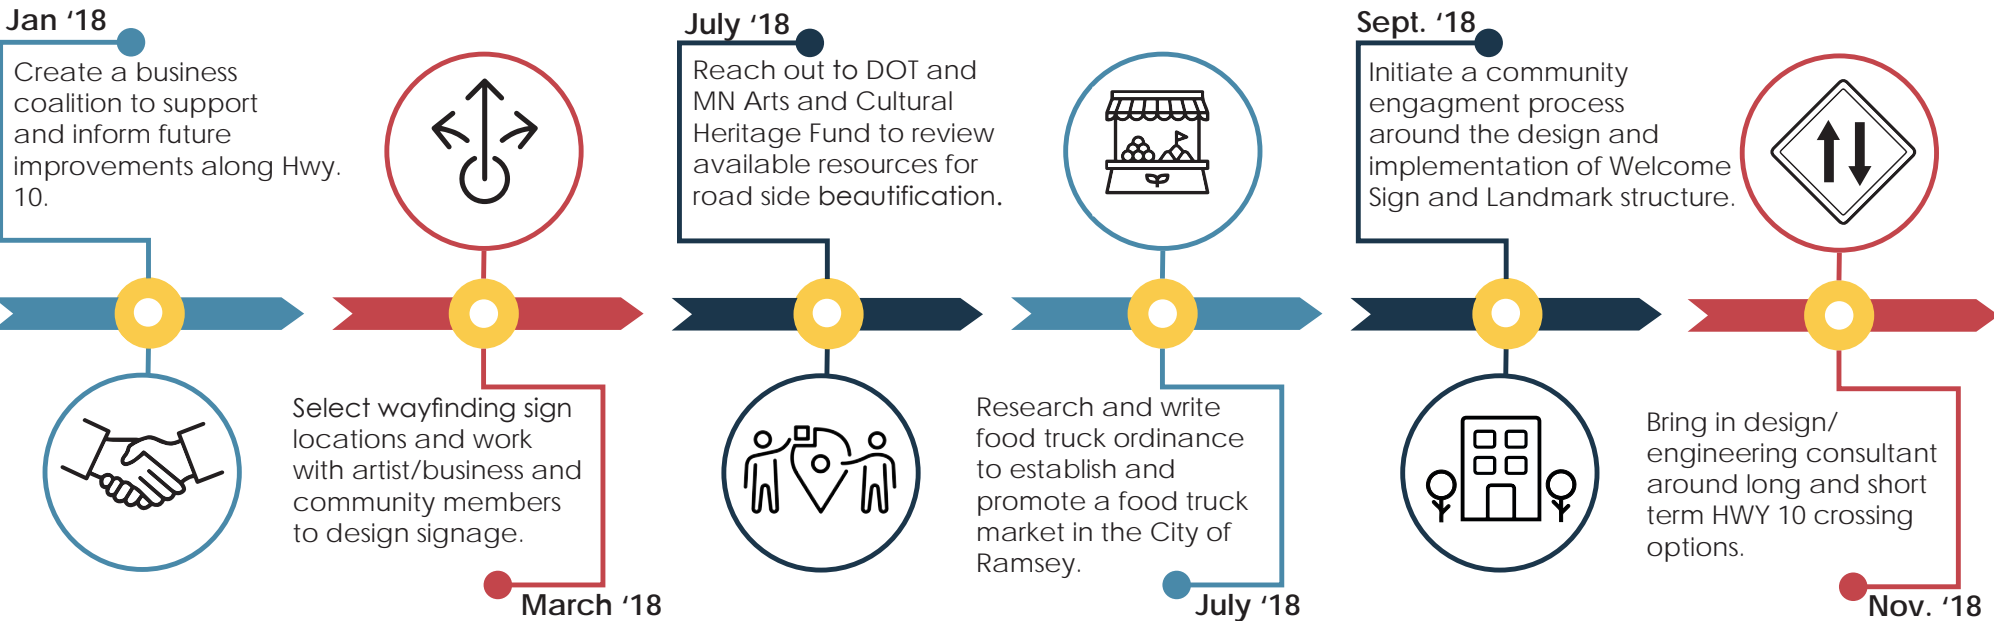 Jan ‘18
Create a business
coalition to support
and inform future
improvements along Hwy.
10.
Select wayfinding sign
locations and work
with artist/business and
community members
to design signage.
March ‘18
July ‘18
Reach out to DOT and
MN Arts and Cultural
Heritage Fund to review
available resources for
road side beautification.
Research and write
food truck ordinance
to establish and
promote a food truck
market in the City of
Ramsey.
July ‘18
Sept. ‘18
Initiate a community
engagment process
around the design and
implementation of Welcome
Sign and Landmark structure.
Bring in design/
engineering consultant
around long and short
term HWY 10 crossing
options.
Nov. ‘18